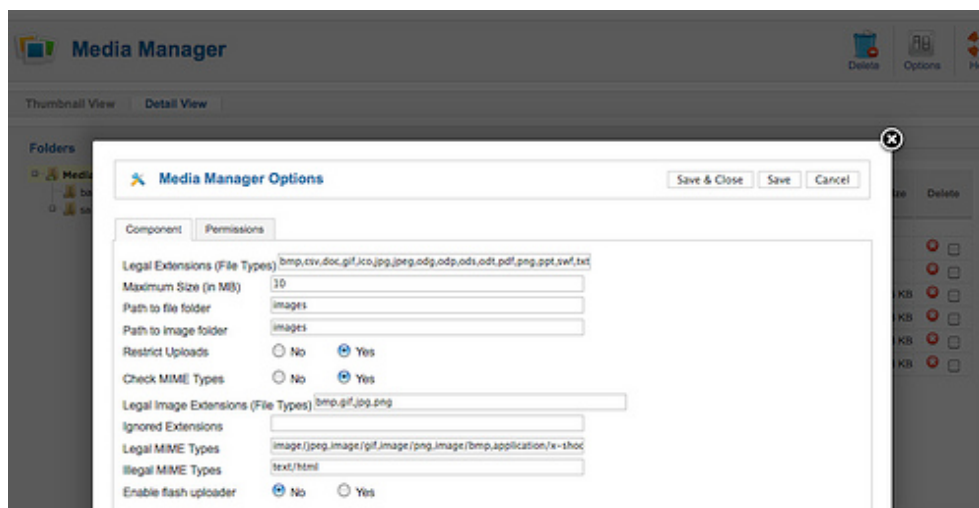 Media Manager
Delete
Options
Thumbnail View
Detail View
Folders
Media
Delete
Media Manager Options
Save & Close
Save
Cancel
Component
Permissions
Legal Extensions (File Types) bmp,csv,doc,gif,ico,jpg,jpeg,odg,odp,ods,odt,pdf,png,ppt,swf,txt
Maximum Size (in MB) 10
Path to file folder images
Path to image folder images
Restrict Uploads No Yes
Check MIME Types No Yes
Legal Image Extensions (File Types) bmp,gif,jpg,png
Ignored Extensions
Legal MIME Types image/jpeg,image/gif,image/png,image/bmp,application/x-shoc
Illegal MIME Types text/html
Enable flash uploader No Yes
KB
KB
KB
KB